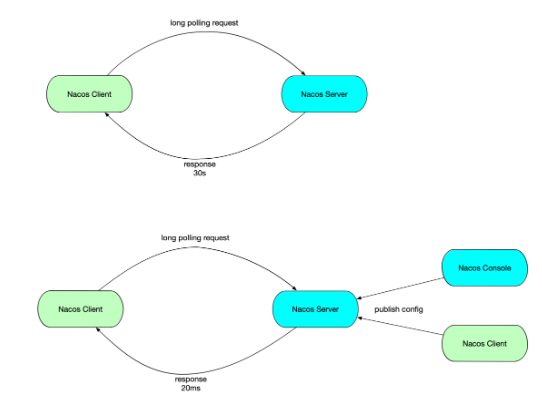 long polling request
Nacos Client
Nacos Server
response
30s
long polling request
Nacos Console
Nacos Client
Nacos Server
publish config
Nacos Client
response
20ms